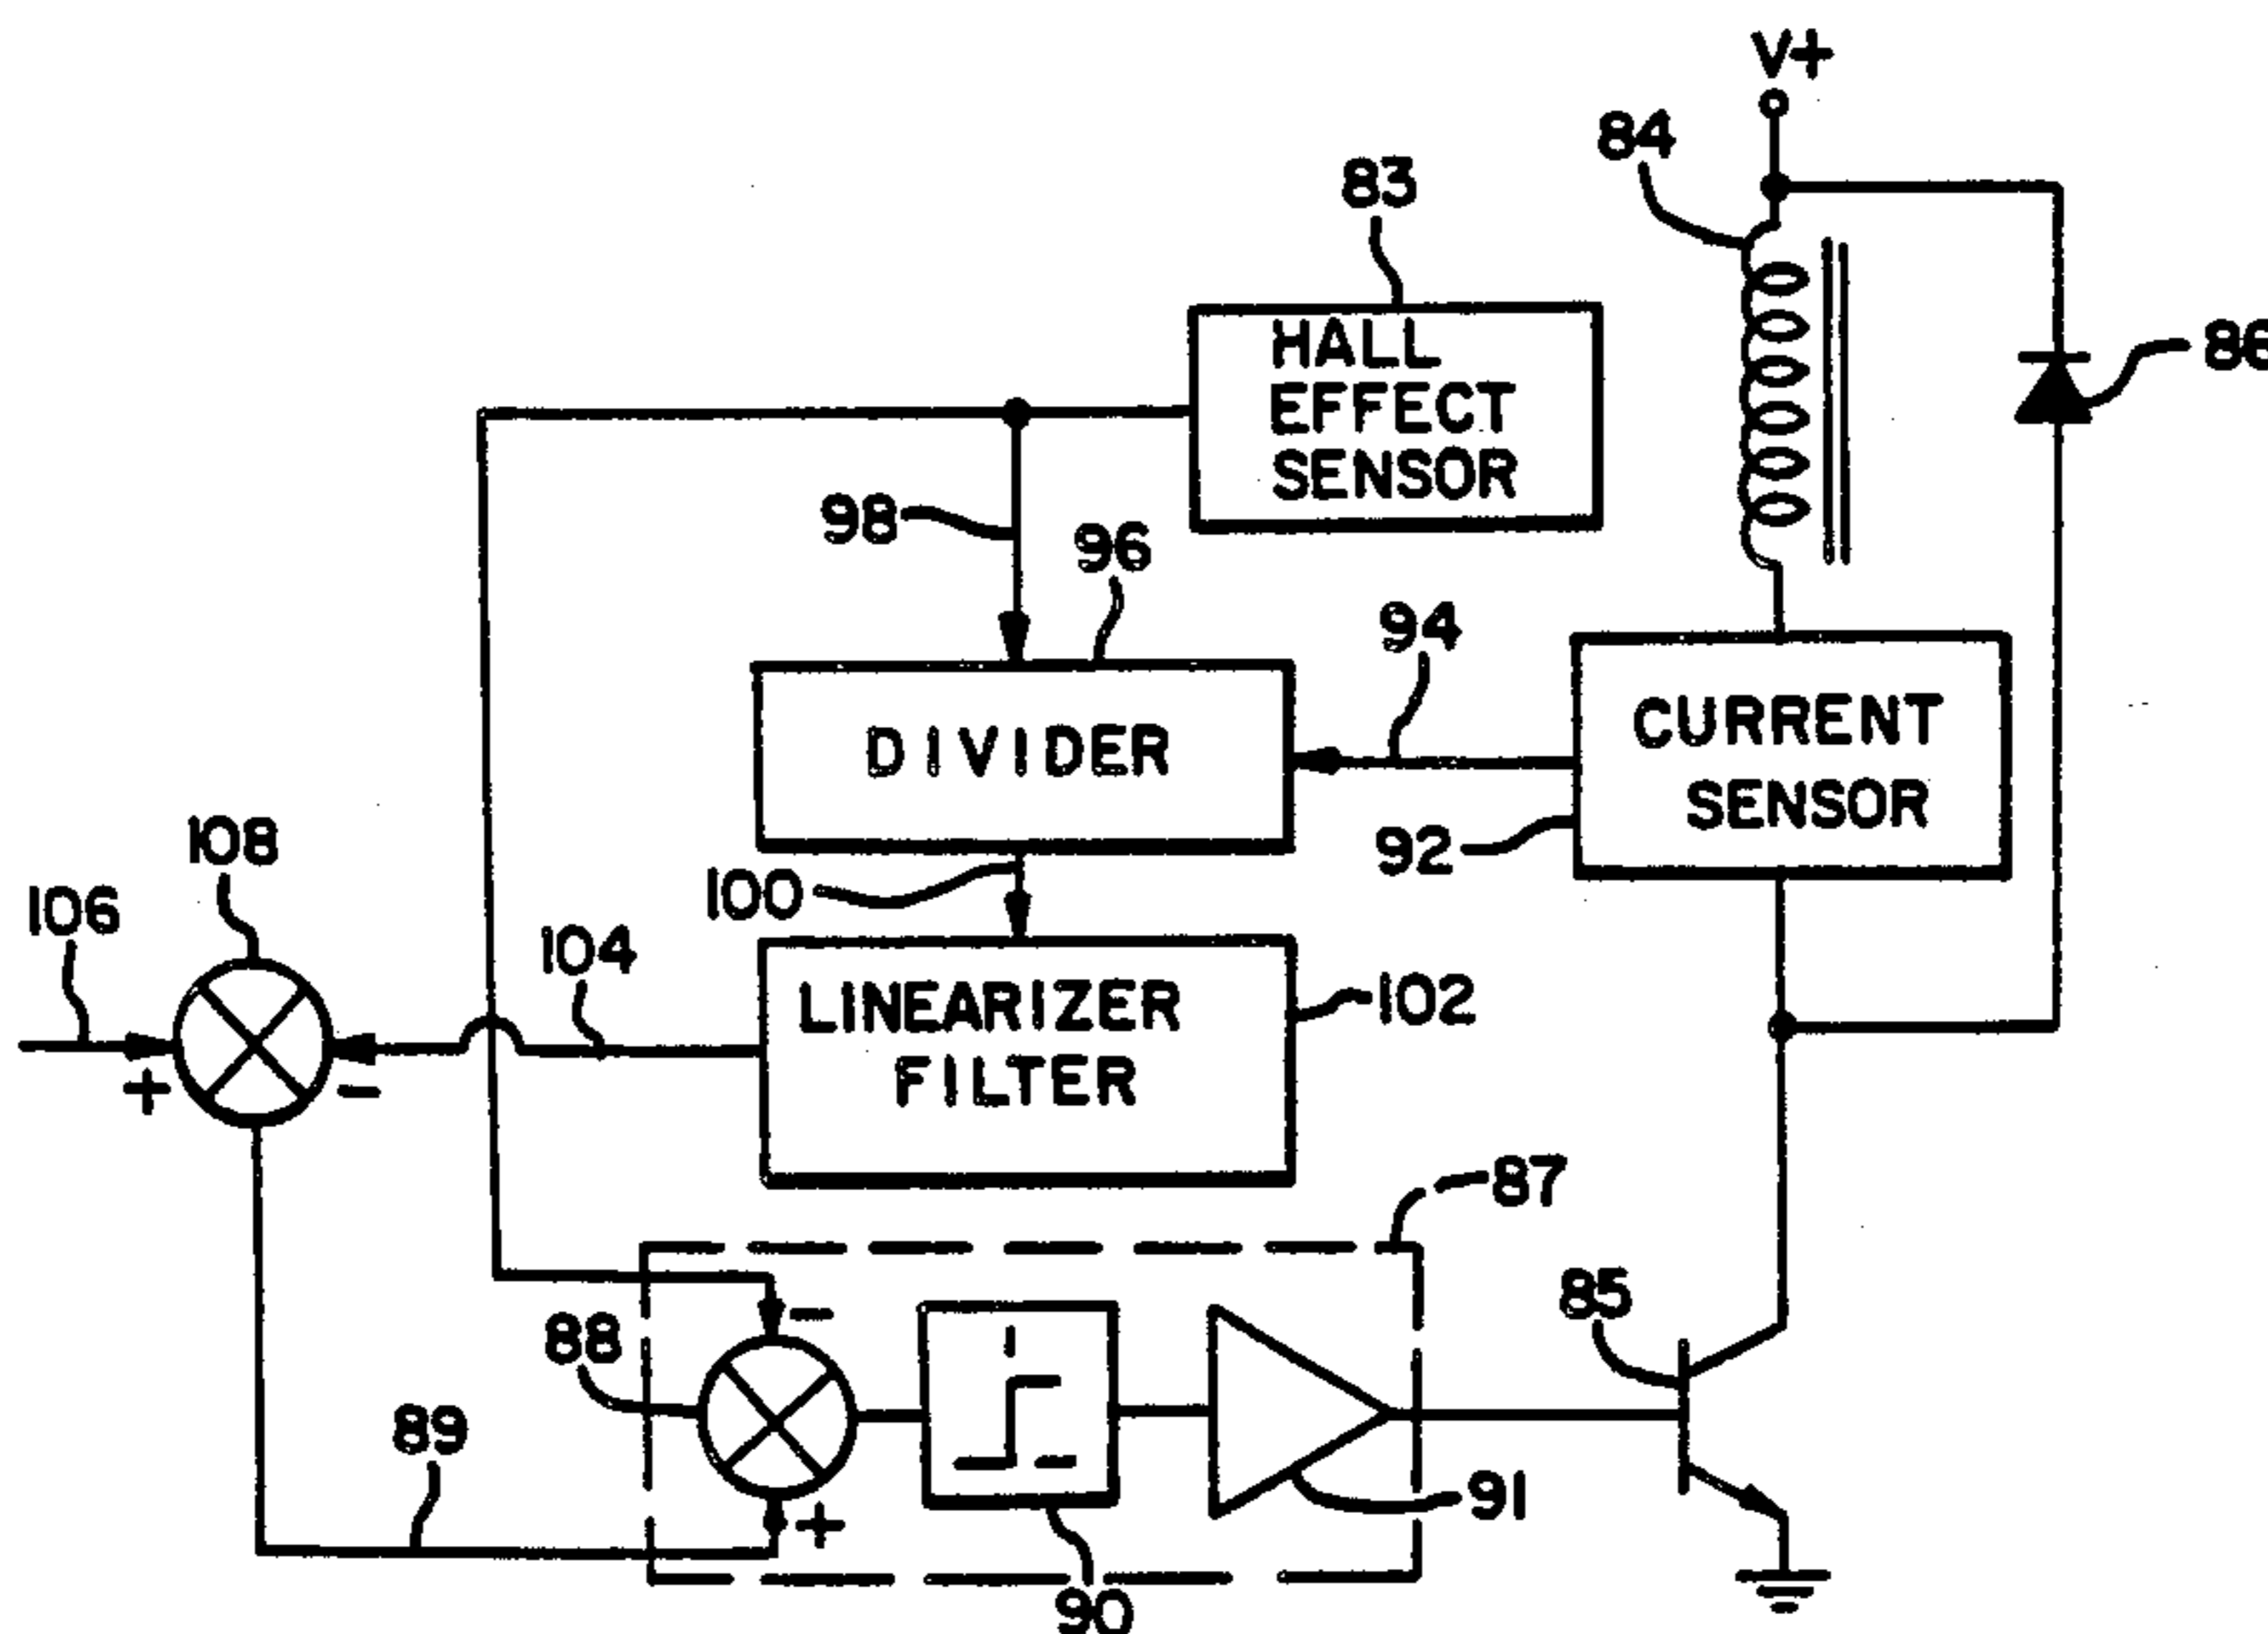 V+
84
83
HALL
EFFECT
SENSOR
86
98
96
94
DIVIDER
CURRENT
SENSOR
92
108
106
100
104
LINEARIZER
FILTER
102
+
−
87
85
88
−
89
+
91
90